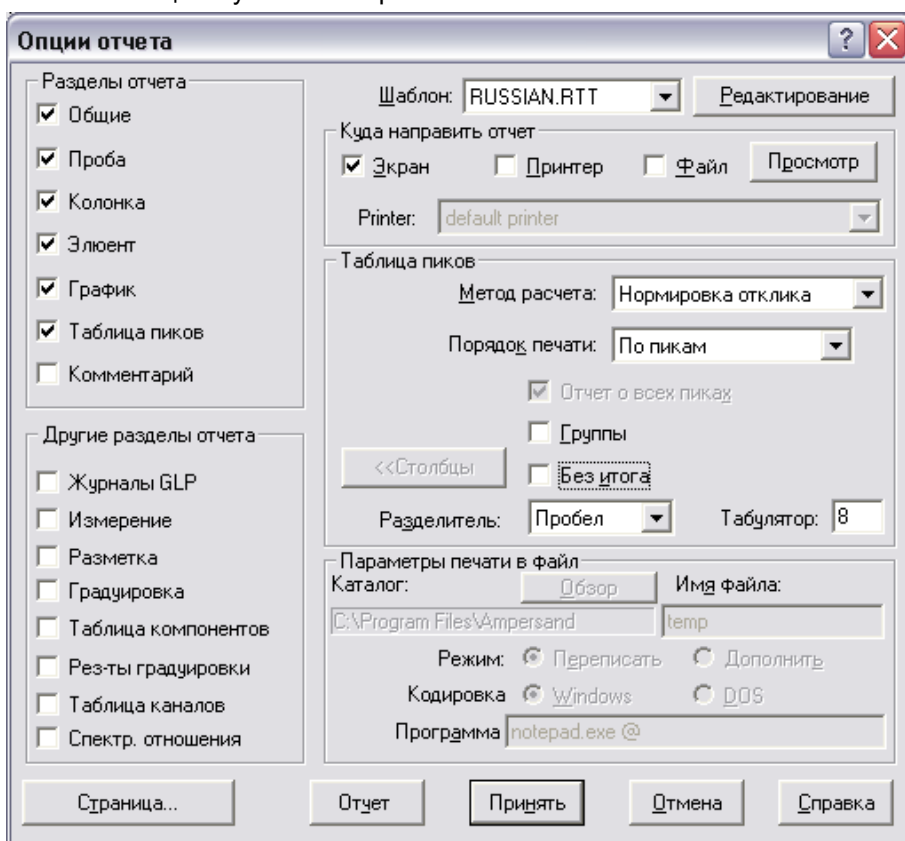 Опции отчета
Разделы отчета
Общие
Проба
Колонка
Элюент
График
Таблица пиков
Комментарий
Другие разделы отчета
Журналы GLP
Измерение
Разметка
Градуировка
Таблица компонентов
Рез-ты градуировки
Таблица каналов
Спектр. отношения
Шаблон: RUSSIAN.RTT Редактирование
Куда направить отчет
Экран Принтер Файл Просмотр
Printer: default printer
Таблица пиков
Метод расчета: Нормировка отклика
Порядок печати: По пикам
Отчет о всех пиках
Группы
<<Столбцы Без итога
Разделитель: Пробел Табулятор: 8
Параметры печати в файл
Каталог: Обзор Имя файла:
C:\Program Files\Ampersand temp
Режим: Переписать Дополнить
Кодировка Windows DOS
Программа notepad.exe @
Страница... Отчет Принять Отмена Справка